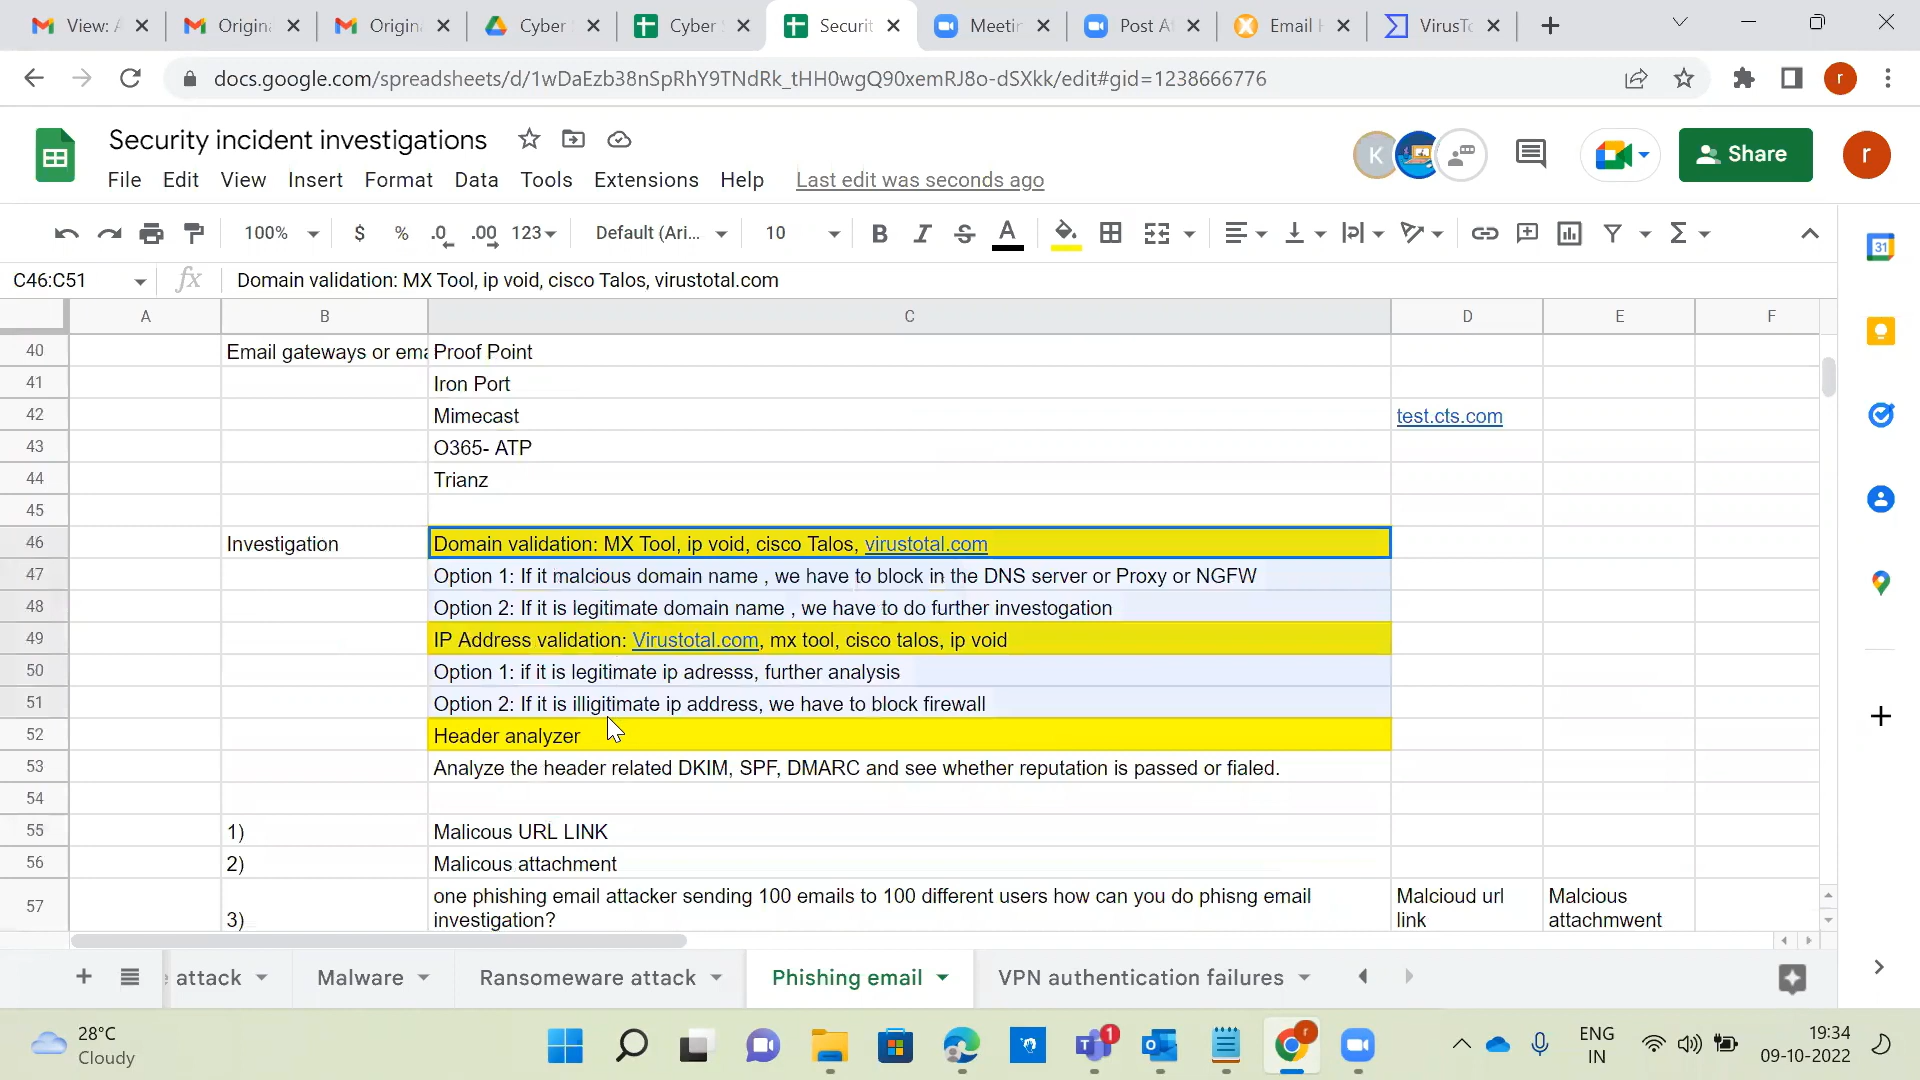 View: A
Origina
Origina
Cyber
Cyber S
Securit
Meetin
Post At
Email H
VirusTo
docs.google.com/spreadsheets/d/1wDaEzb38nSpRhY9TNdRk_tHH0wgQ90xemRJ8o-dSXkk/edit#gid=1238666776
Security incident investigations
K
Share
r
r
File Edit View Insert Format Data Tools Extensions Help Last edit was seconds ago
100% $ % .0 .00 123 Default (Ari... 10 B I S A
31
C46:C51 fx Domain validation: MX Tool, ip void, cisco Talos, virustotal.com
A B C D E F
40 Email gateways or ema Proof Point
41 Iron Port
42 Mimecast test.cts.com
43 O365- ATP
44 Trianz
45
46 Investigation Domain validation: MX Tool, ip void, cisco Talos, virustotal.com
47 Option 1: If it malcious domain name , we have to block in the DNS server or Proxy or NGFW
48 Option 2: If it is legitimate domain name , we have to do further investogation
49 IP Address validation: Virustotal.com, mx tool, cisco talos, ip void
50 Option 1: if it is legitimate ip adresss, further analysis
51 Option 2: If it is illigitimate ip address, we have to block firewall
52 Header analyzer
53 Analyze the header related DKIM, SPF, DMARC and see whether reputation is passed or fialed.
54
55 1) Malicous URL LINK
56 2) Malicous attachment
57 3) one phishing email attacker sending 100 emails to 100 different users how can you do phisng email
investigation?
Malcioud url
link
Malcious
attachmwent
attack Malware Ransomeware attack Phishing email VPN authentication failures
28°C
Cloudy
1
r
ENG
IN
19:34
09-10-2022